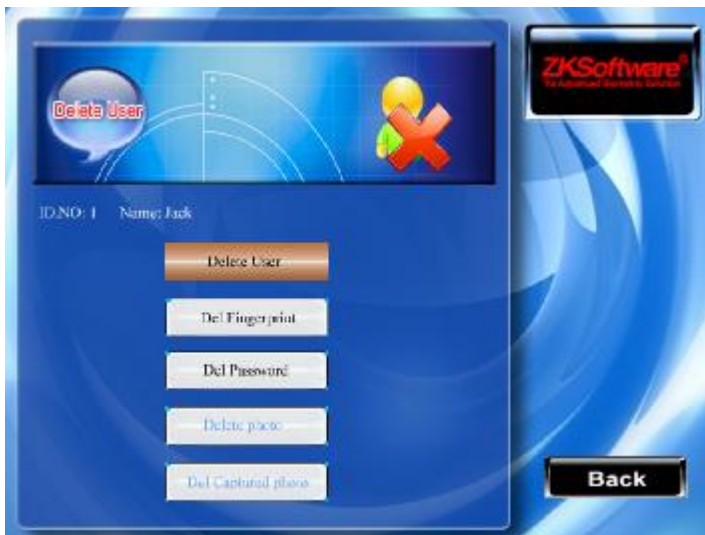 Delete User
ZKSoftware®
ID.NO: 1 Name: Jack
Delete User
Del Fingerprint
Del Password
Delete photo
Del Captured photo
Back